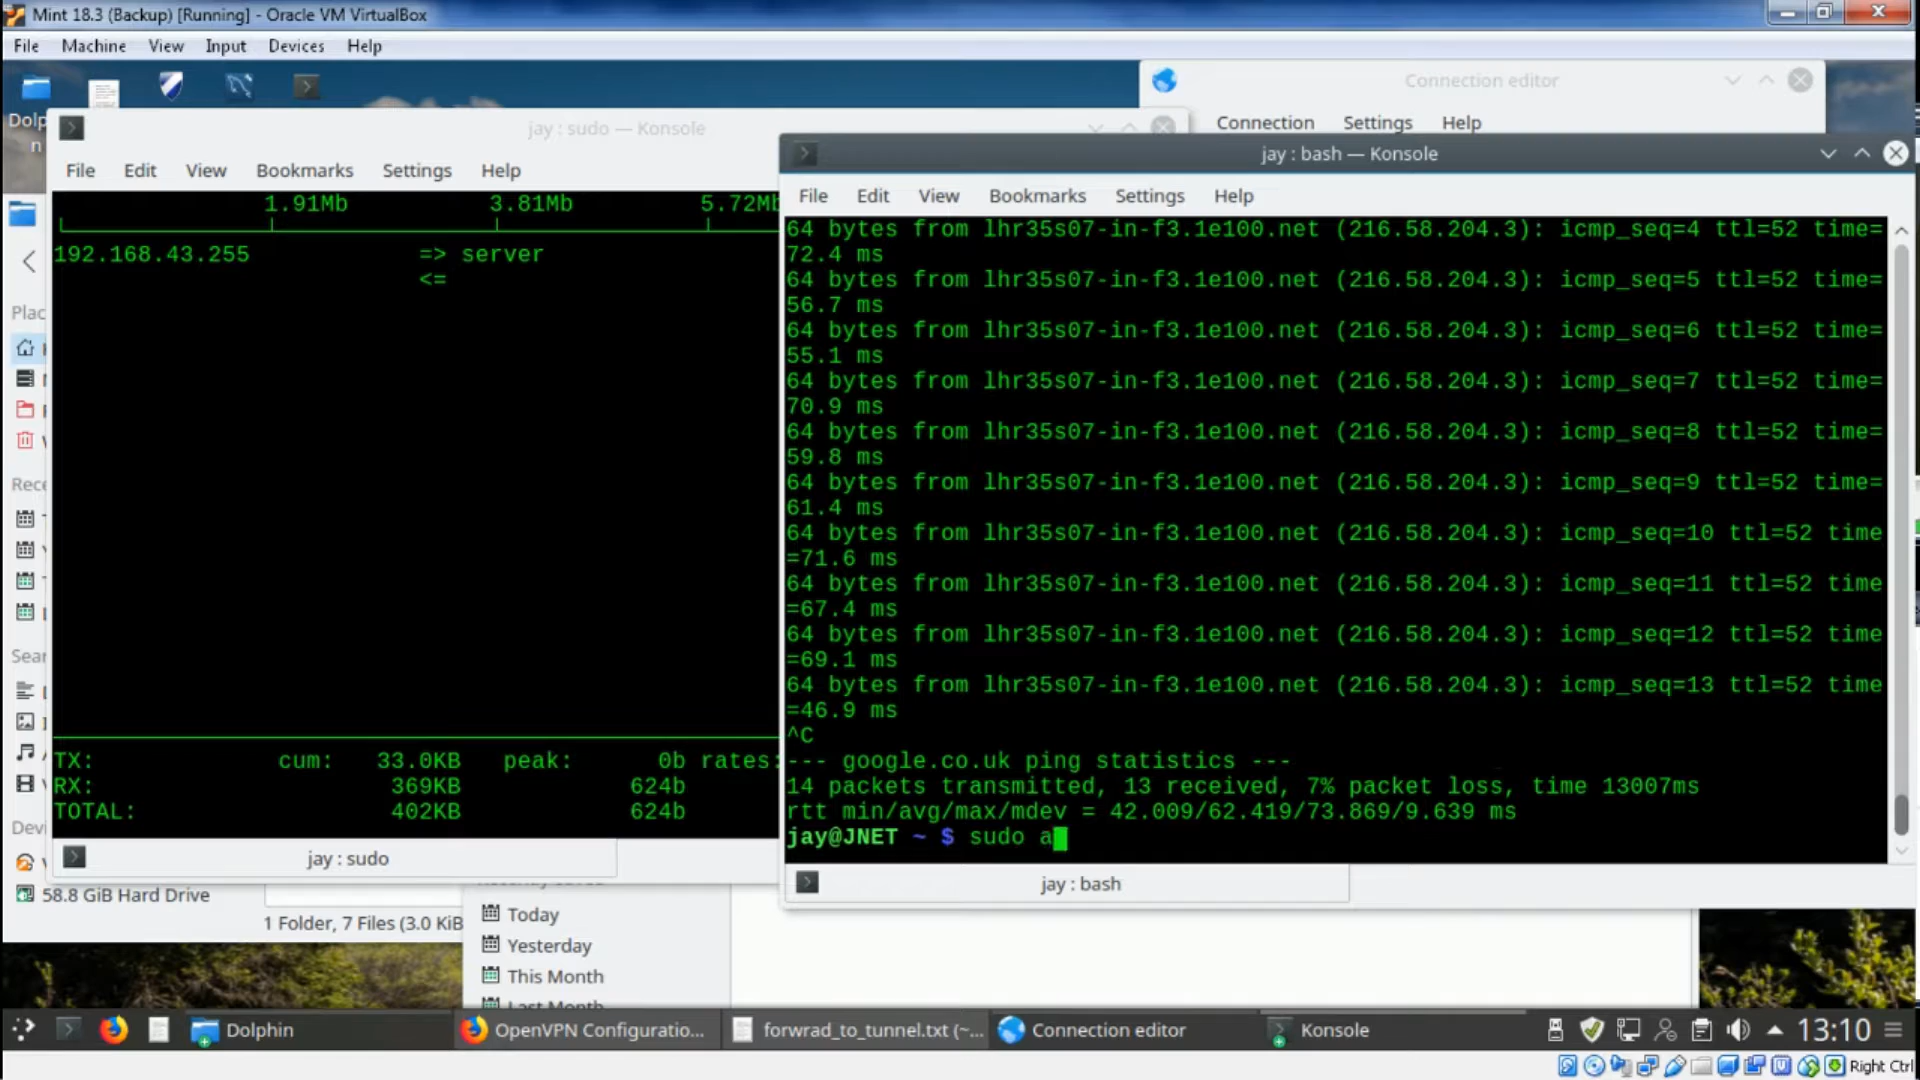 Mint 18.3 (Backup) [Running] - Oracle VM VirtualBox
File Machine View Input Devices Help
Connection editor
Connection Settings Help
jay : sudo — Konsole
File Edit View Bookmarks Settings Help
1.91Mb 3.81Mb 5.72Mb
192.168.43.255 => server
<=
TX: cum: 33.0KB peak: 0b rates:
RX: 369KB 624b
TOTAL: 402KB 624b
jay : sudo
58.8 GiB Hard Drive
1 Folder, 7 Files (3.0 KiB
Today
Yesterday
This Month
Last Month
jay : bash — Konsole
File Edit View Bookmarks Settings Help
64 bytes from lhr35s07-in-f3.1e100.net (216.58.204.3): icmp_seq=4 ttl=52 time=
72.4 ms
64 bytes from lhr35s07-in-f3.1e100.net (216.58.204.3): icmp_seq=5 ttl=52 time=
56.7 ms
64 bytes from lhr35s07-in-f3.1e100.net (216.58.204.3): icmp_seq=6 ttl=52 time=
55.1 ms
64 bytes from lhr35s07-in-f3.1e100.net (216.58.204.3): icmp_seq=7 ttl=52 time=
70.9 ms
64 bytes from lhr35s07-in-f3.1e100.net (216.58.204.3): icmp_seq=8 ttl=52 time=
59.8 ms
64 bytes from lhr35s07-in-f3.1e100.net (216.58.204.3): icmp_seq=9 ttl=52 time=
61.4 ms
64 bytes from lhr35s07-in-f3.1e100.net (216.58.204.3): icmp_seq=10 ttl=52 time
=71.6 ms
64 bytes from lhr35s07-in-f3.1e100.net (216.58.204.3): icmp_seq=11 ttl=52 time
=67.4 ms
64 bytes from lhr35s07-in-f3.1e100.net (216.58.204.3): icmp_seq=12 ttl=52 time
=69.1 ms
64 bytes from lhr35s07-in-f3.1e100.net (216.58.204.3): icmp_seq=13 ttl=52 time
=46.9 ms
^C
--- google.co.uk ping statistics ---
14 packets transmitted, 13 received, 7% packet loss, time 13007ms
rtt min/avg/max/mdev = 42.009/62.419/73.869/9.639 ms
jay@JNET ~ $ sudo a
jay : bash
Dolphin
OpenVPN Configuratio...
forwrad_to_tunnel.txt (~...
Connection editor
Konsole
13:10
Right Ctrl